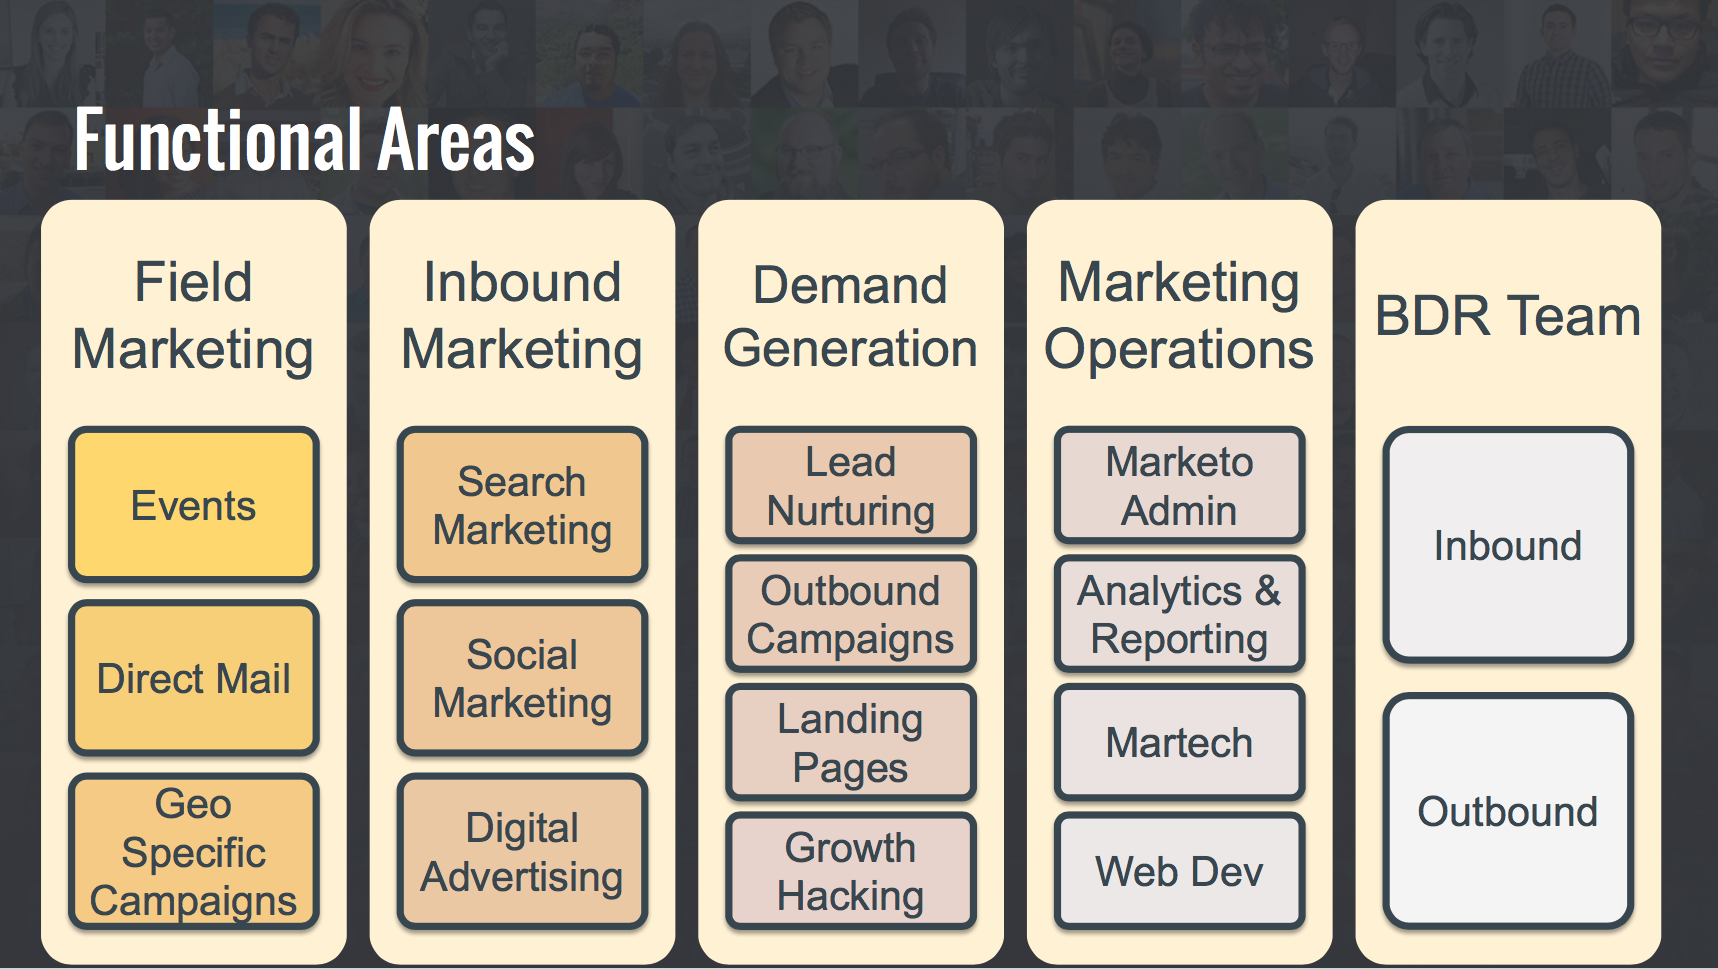 Functional Areas
Field
Marketing
Events
Direct Mail
Geo
Specific
Campaigns
Inbound
Marketing
Search
Marketing
Social
Marketing
Digital
Advertising
Demand
Generation
Lead
Nurturing
Outbound
Campaigns
Landing
Pages
Growth
Hacking
Marketing
Operations
Marketo
Admin
Analytics &
Reporting
Martech
Web Dev
BDR Team
Inbound
Outbound